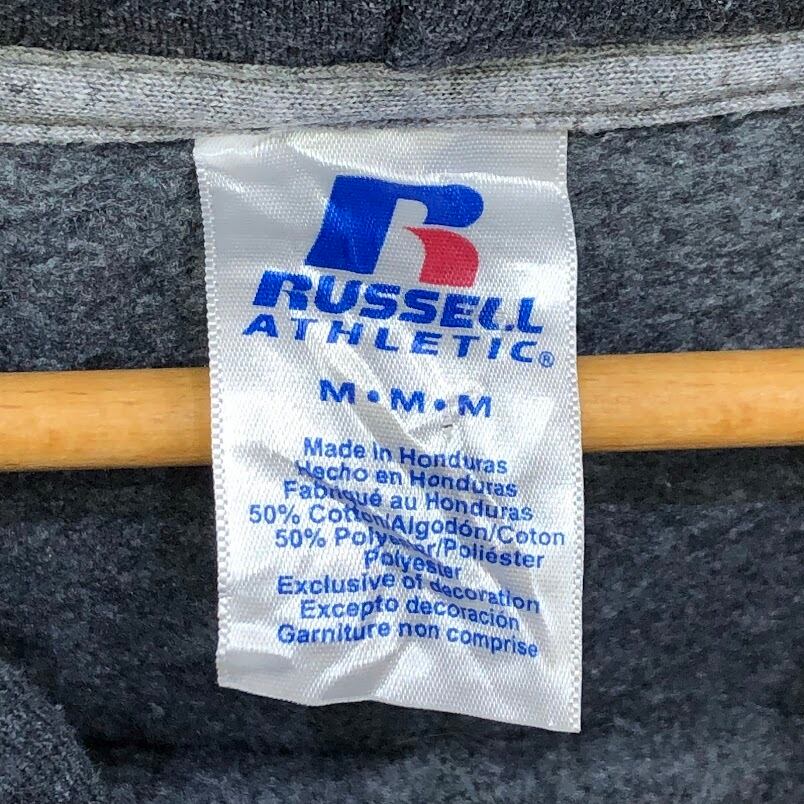 RUSSELL
ATHLETIC®
M • M • M
Made in Honduras
Hecho en Honduras
Fabriqué au Honduras
50% Cotton/Algodón/Coton
50% Polyester/Poliéster
Polyester
Exclusive of decoration
Excepto decoración
Garniture non comprise